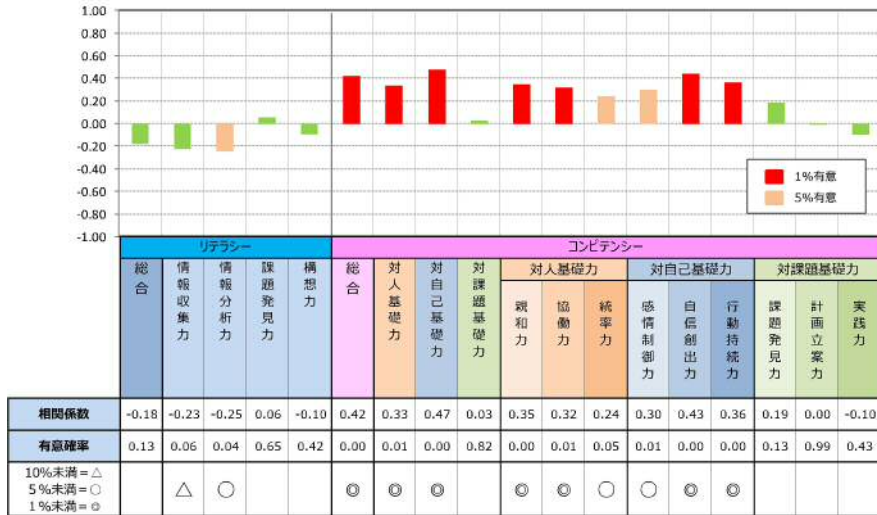 1.00
0.80
0.60
0.40
0.20
0.00
-0.20
-0.40
-0.60
-0.80
-1.00
1%有意
5%有意
リテラシー
コンピテンシー
総合
情報収集力
情報分析力
課題発見力
構想力
総合
対人基礎力
対自己基礎力
対課題基礎力
対人基礎力
対自己基礎力
対課題基礎力
親和力
協働力
統率力
感情制御力
自信創出力
行動持続力
課題発見力
計画立案力
実践力
相関係数 -0.18 -0.23 -0.25 0.06 -0.10 0.42 0.33 0.47 0.03 0.35 0.32 0.24 0.30 0.43 0.36 0.19 0.00 -0.10
有意確率 0.13 0.06 0.04 0.65 0.42 0.00 0.01 0.00 0.82 0.00 0.01 0.05 0.01 0.00 0.00 0.13 0.99 0.43
10%未満=△
5%未満=○
1%未満=◎
△ ○ ◎ ◎ ◎ ◎ ◎ ○ ○ ◎ ◎